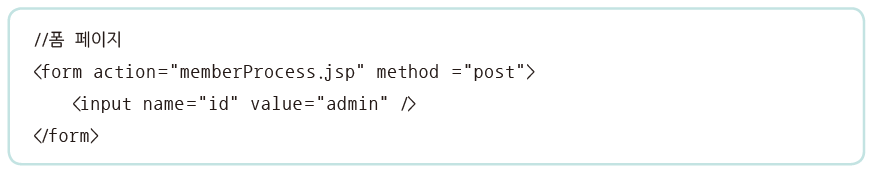 //폼 페이지
<form action="memberProcess.jsp" method ="post">
    <input name="id" value="admin" />
</form>